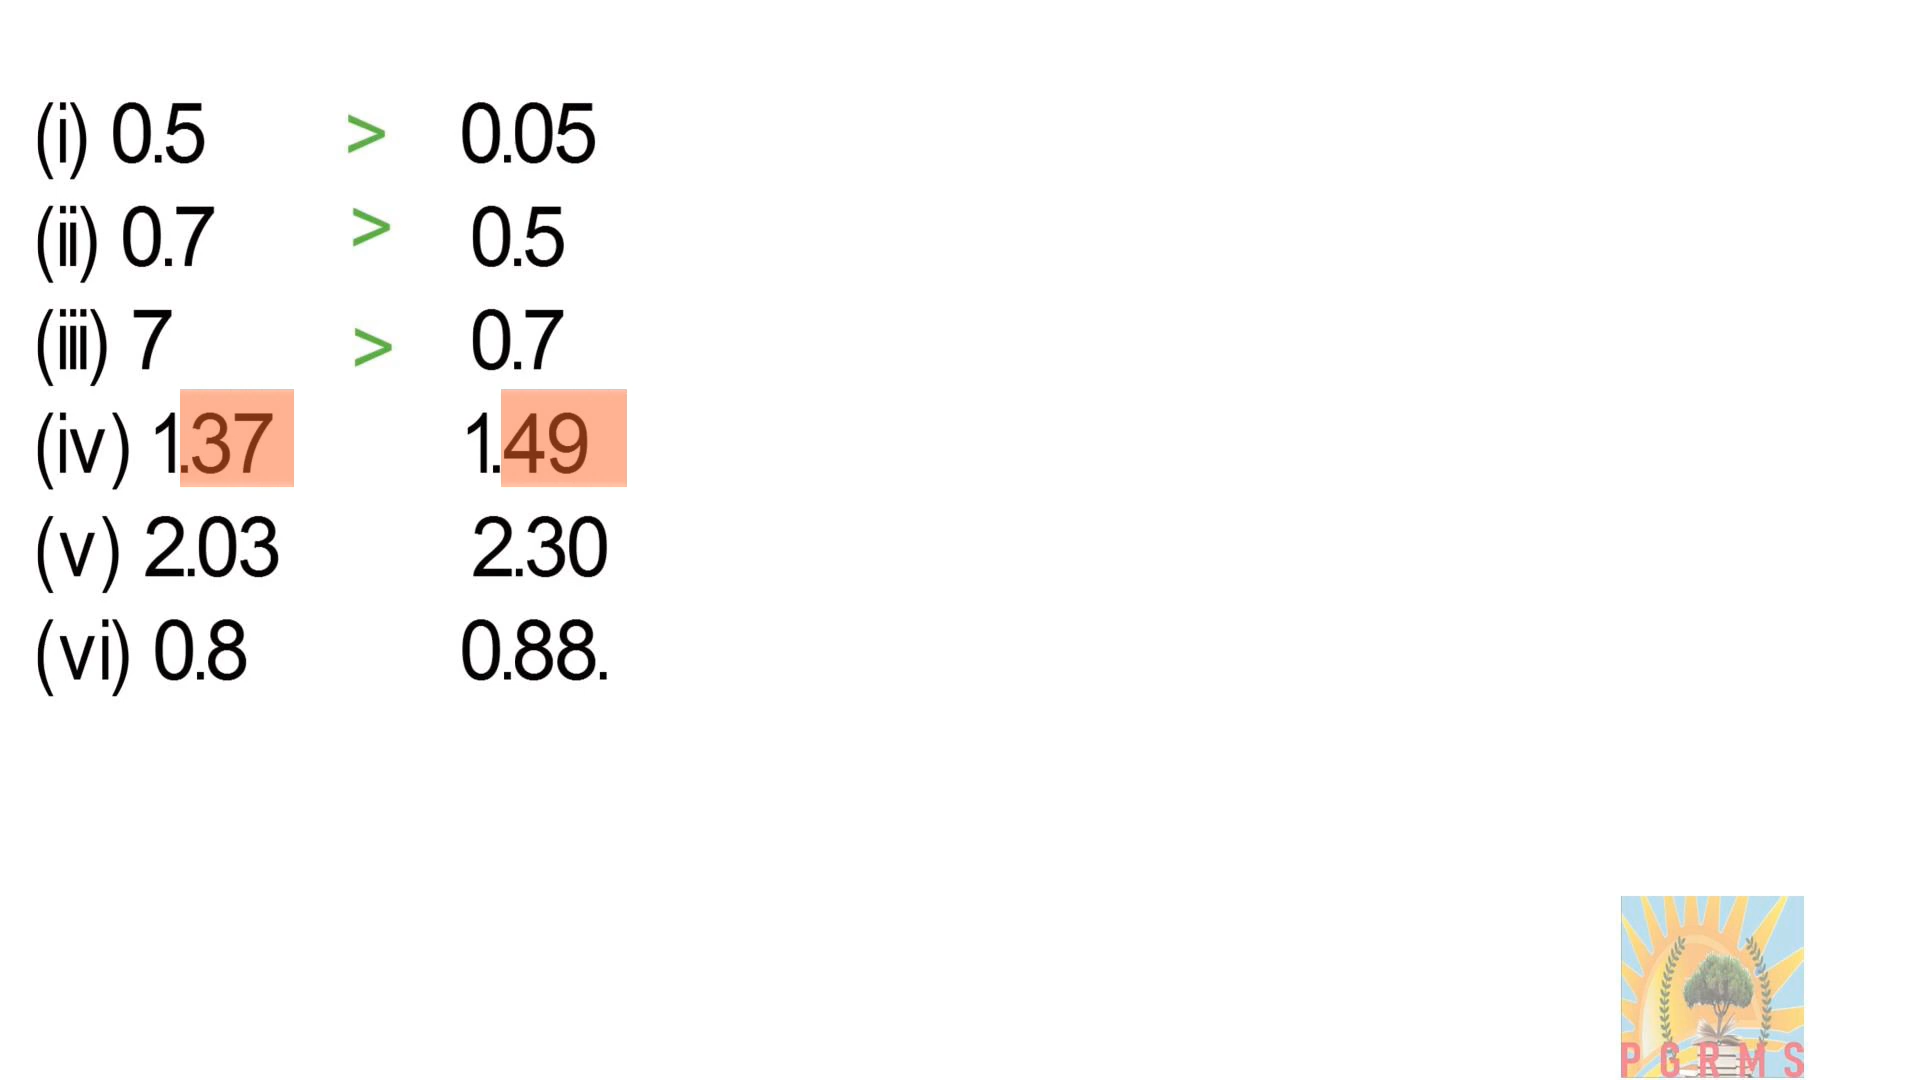 (i) 0.5 > 0.05
(ii) 0.7 > 0.5
(iii) 7 > 0.7
(iv) 1.37 1.49
(v) 2.03 2.30
(vi) 0.8 0.88.
P G R M S